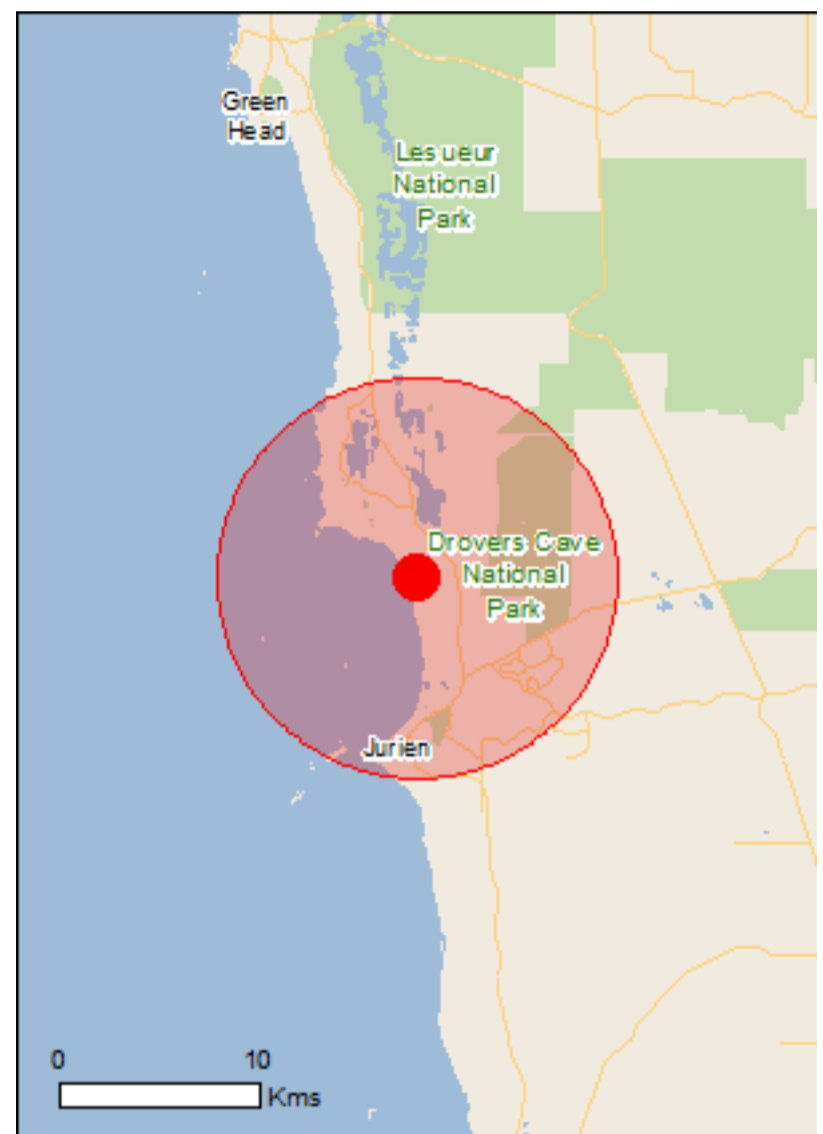 Green
Head
Lesueur
National
Park
Drovers Cave
National
Park
Jurien
0 10
Kms